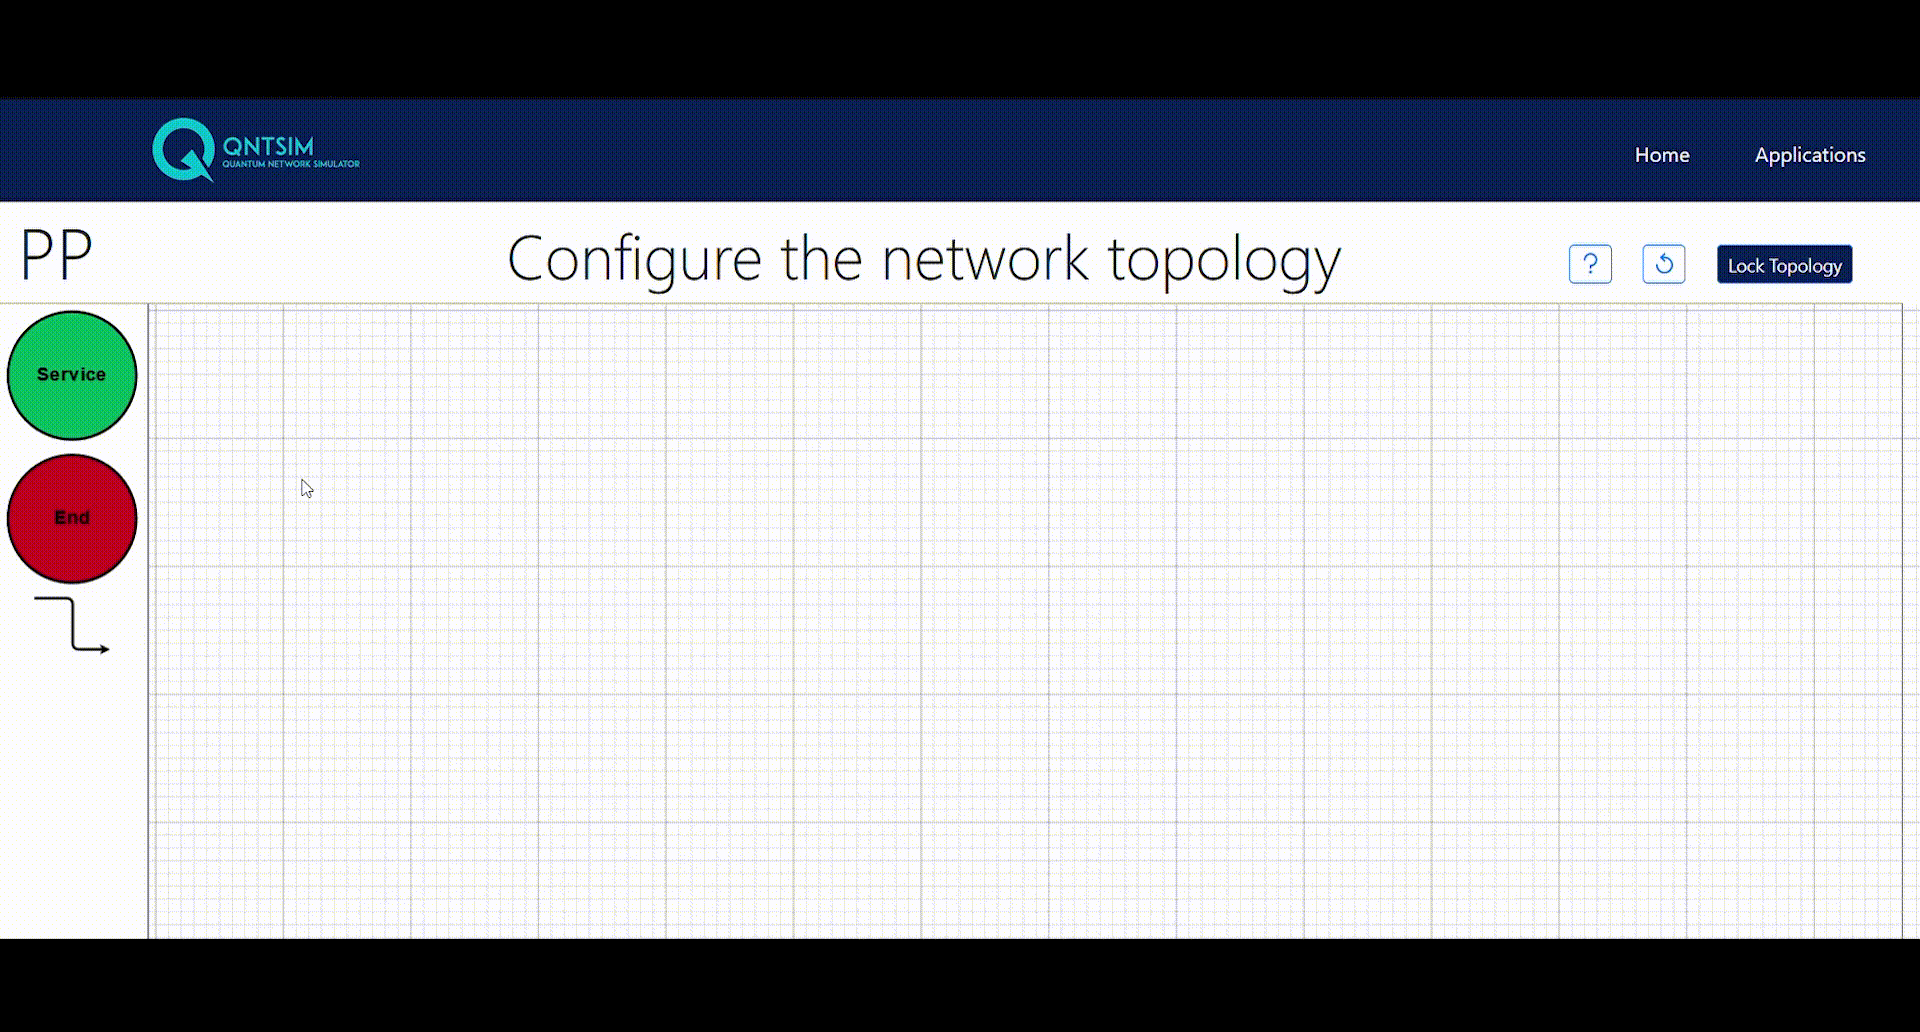 QNTSIM
QUANTUM NETWORK SIMULATOR
Home
Applications
PP
Configure the network topology
?
Lock Topology
Service
End